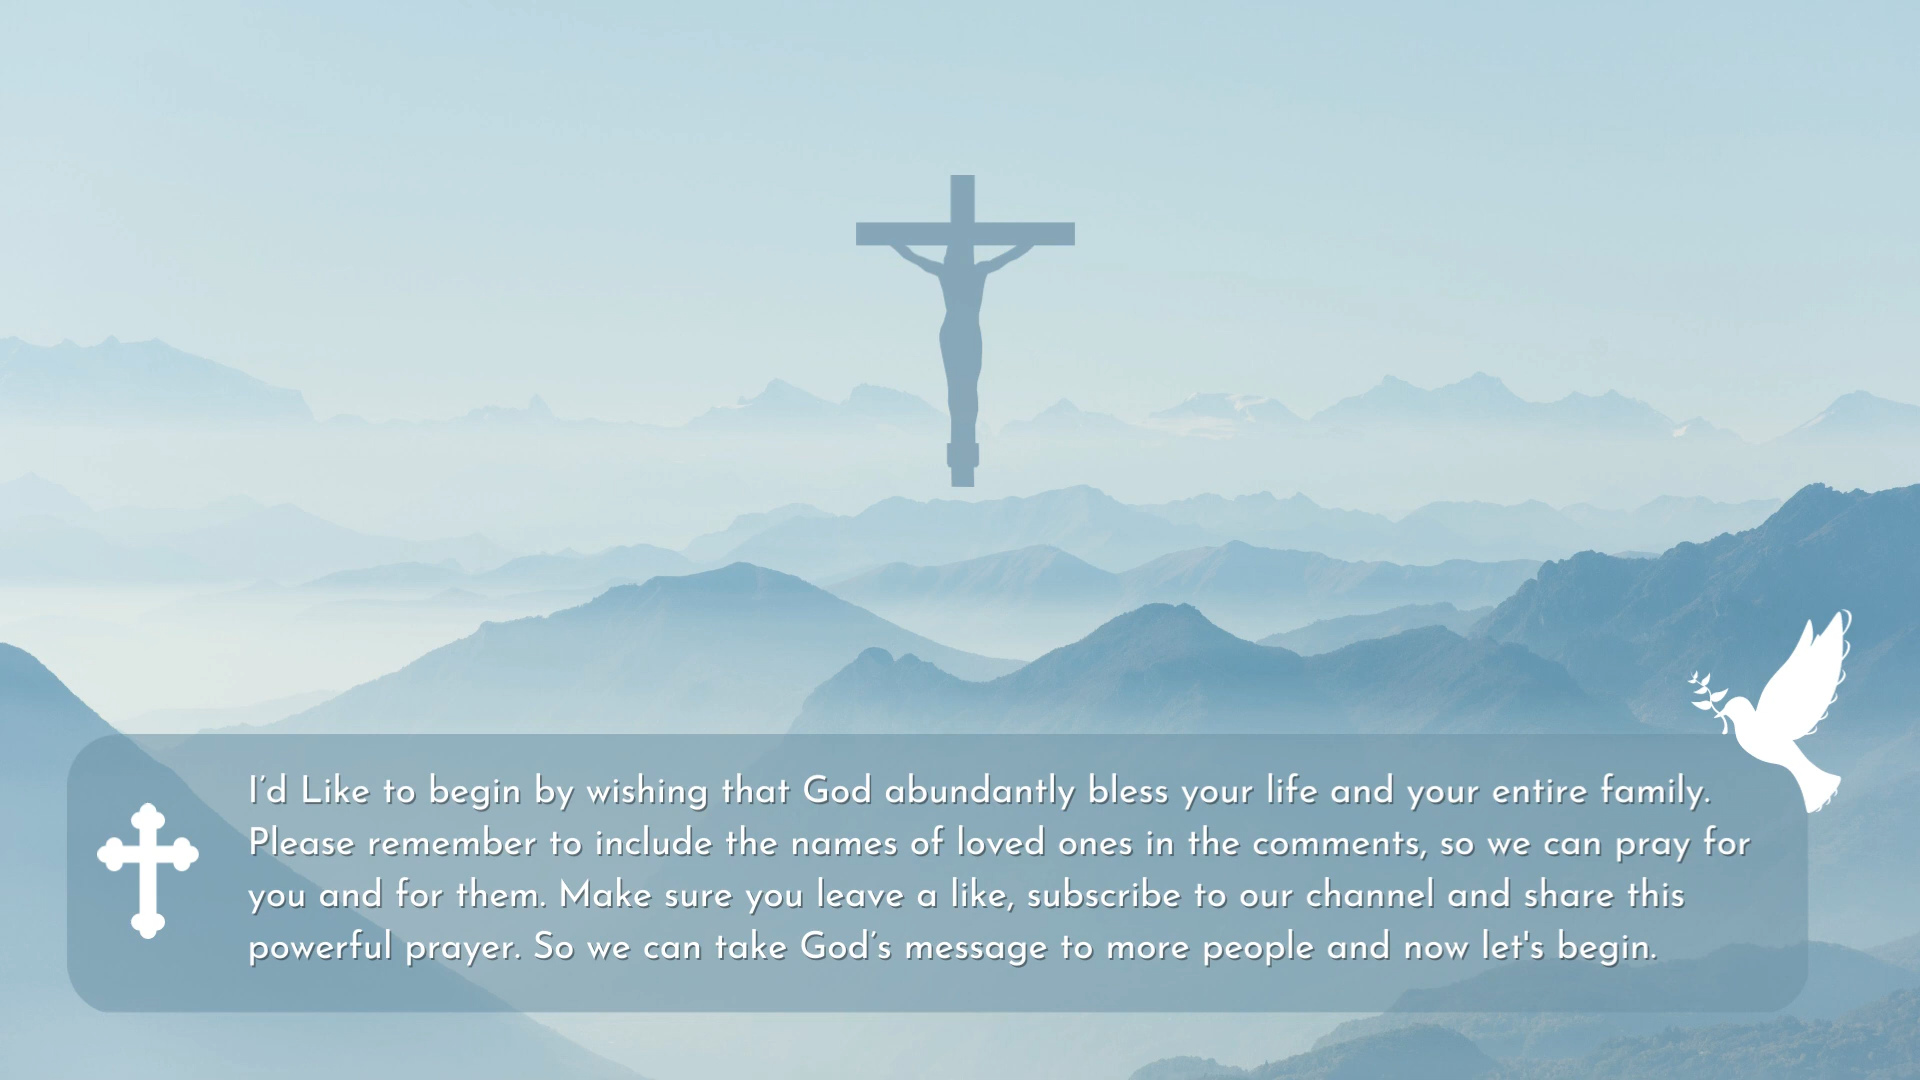 I’d Like to begin by wishing that God abundantly bless your life and your entire family.
Please remember to include the names of loved ones in the comments, so we can pray for
you and for them. Make sure you leave a like, subscribe to our channel and share this
powerful prayer. So we can take God’s message to more people and now let's begin.